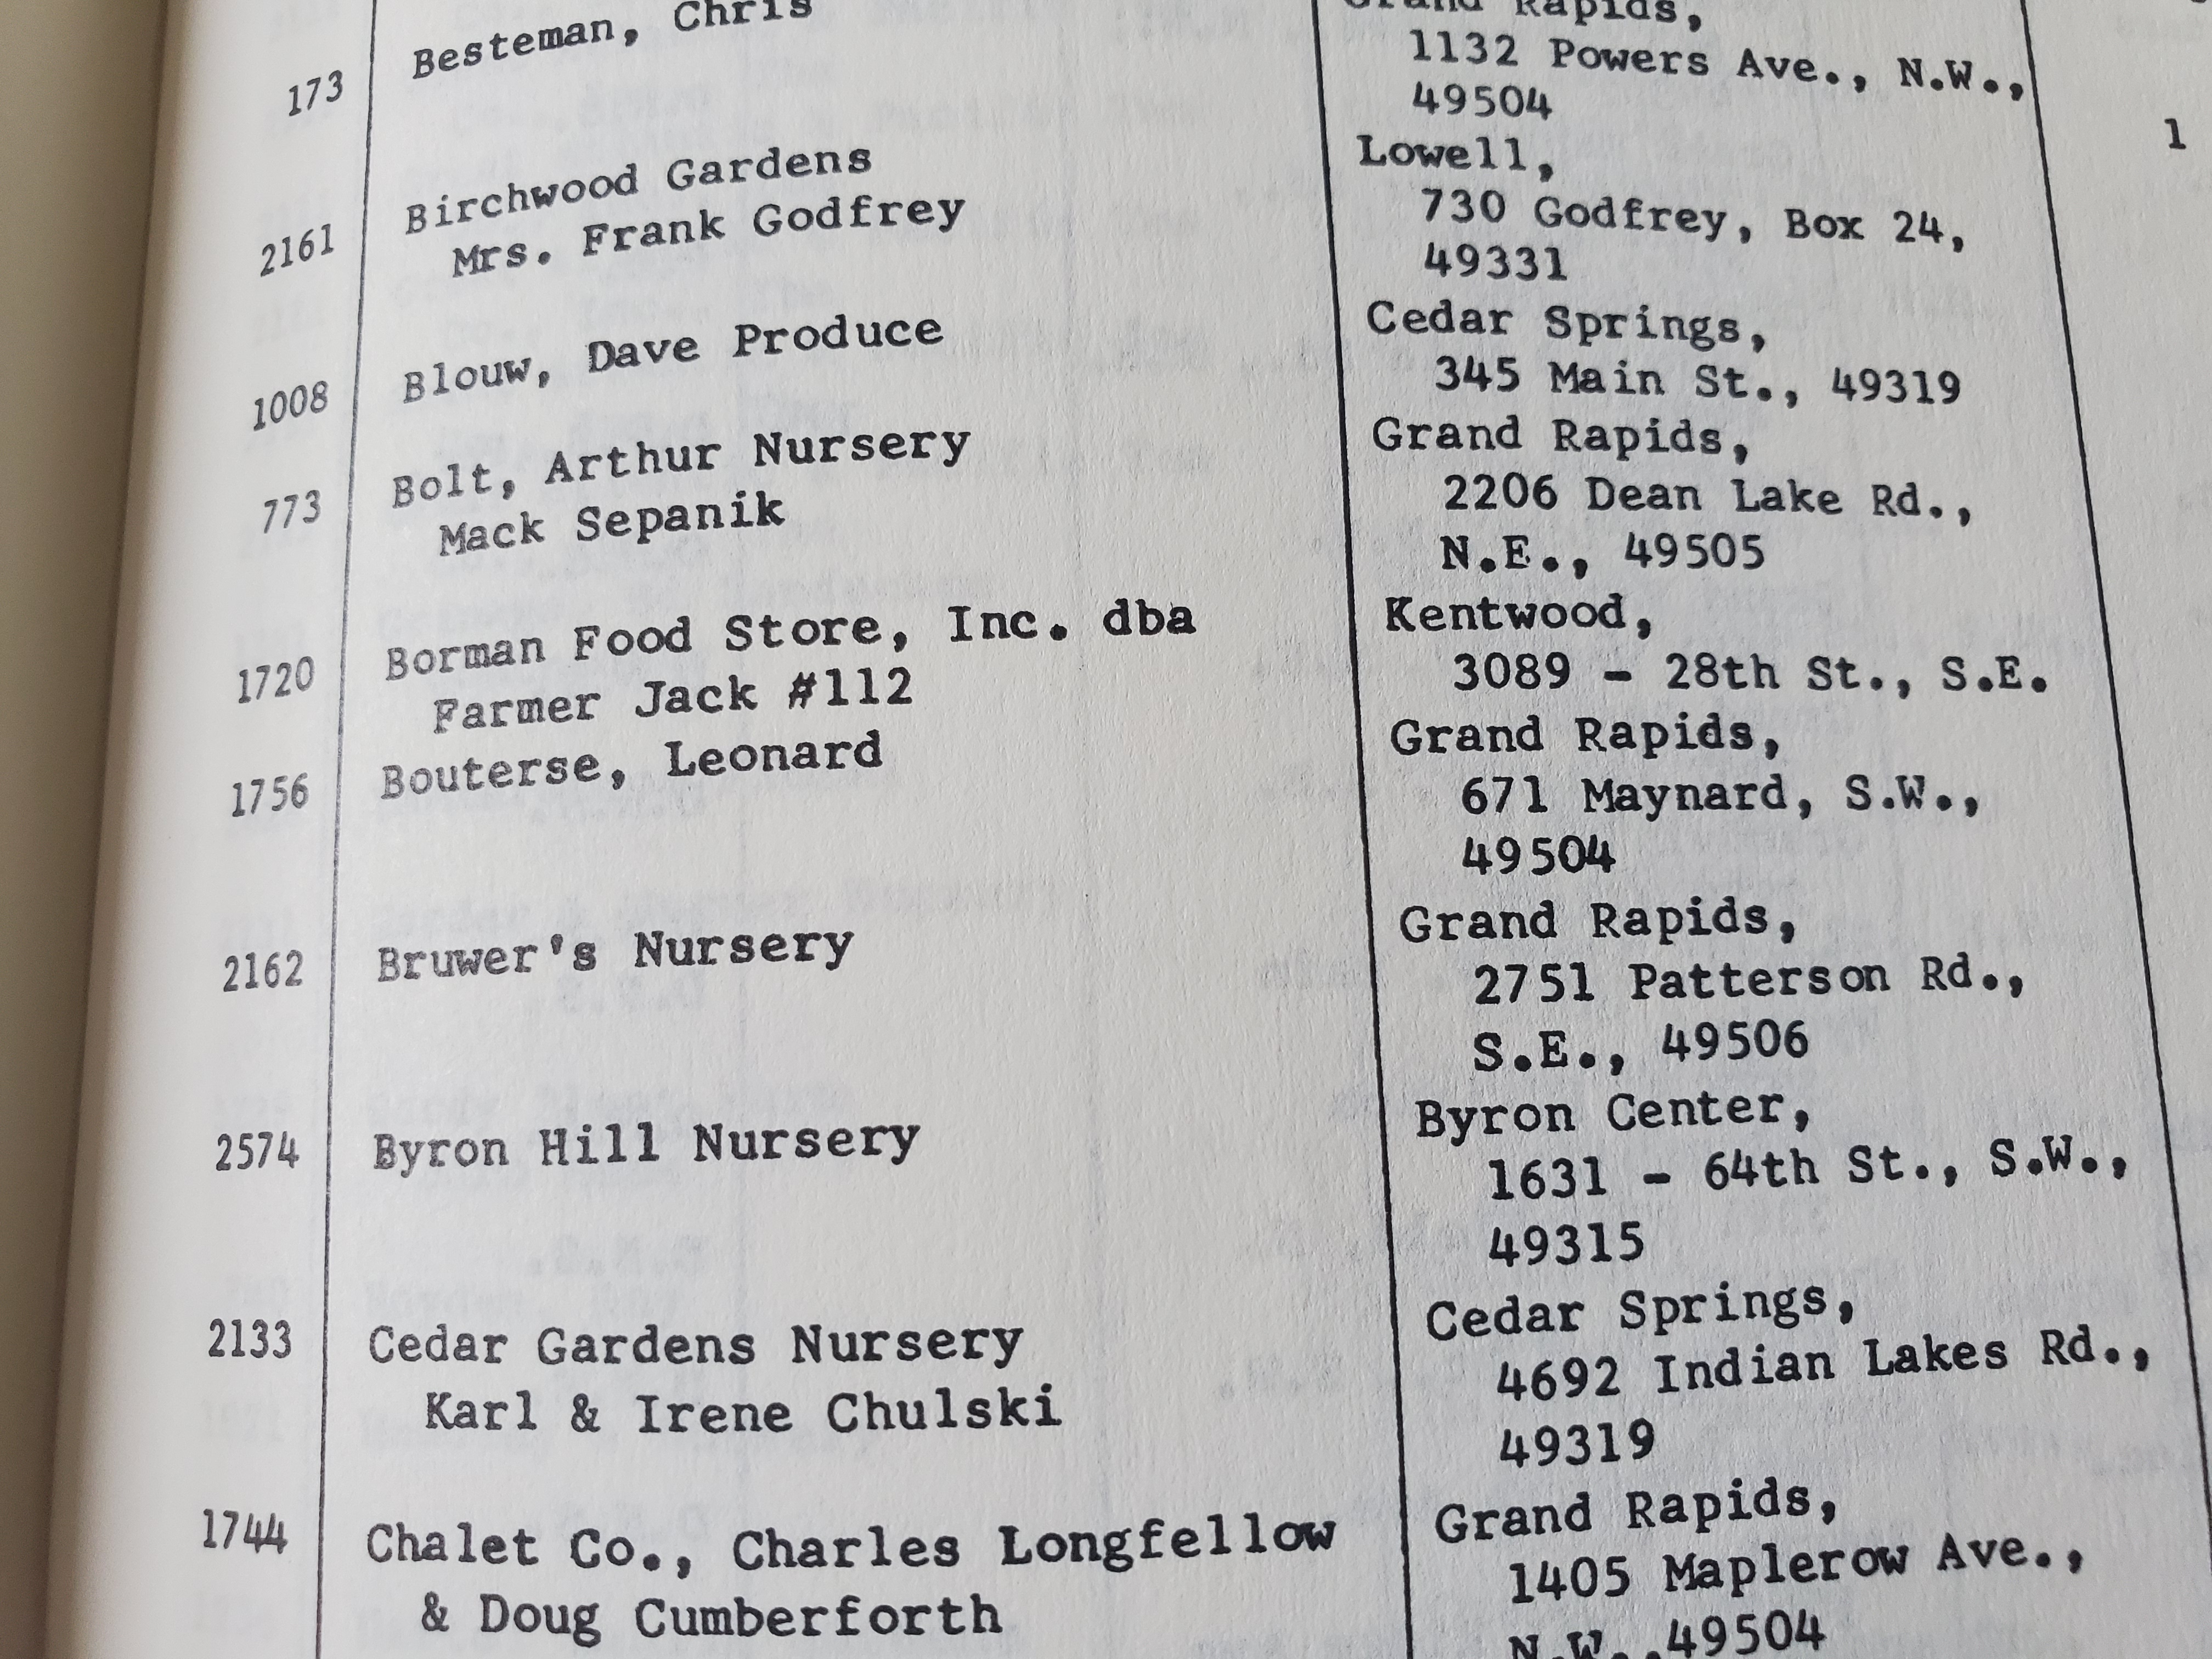 173 Besteman, Chris Grand Rapids,
1132 Powers Ave., N.W.,
49504
1
2161 Birchwood Gardens Lowell,
Mrs. Frank Godfrey 730 Godfrey, Box 24,
49331
1008 Blouw, Dave Produce Cedar Springs,
345 Main St., 49319
773 Bolt, Arthur Nursery Grand Rapids,
Mack Sepanik 2206 Dean Lake Rd.,
N.E., 49505
1720 Borman Food Store, Inc. dba Kentwood,
Farmer Jack #112 3089 - 28th St., S.E.
1756 Bouterse, Leonard Grand Rapids,
671 Maynard, S.W.,
49504
2162 Bruwer's Nursery Grand Rapids,
2751 Patterson Rd.,
S.E., 49506
2574 Byron Hill Nursery Byron Center,
1631 - 64th St., S.W.,
49315
2133 Cedar Gardens Nursery Cedar Springs,
Karl & Irene Chulski 4692 Indian Lakes Rd.,
49319
1744 Chalet Co., Charles Longfellow Grand Rapids,
& Doug Cumberforth 1405 Maplerow Ave.,
N.W.,49504